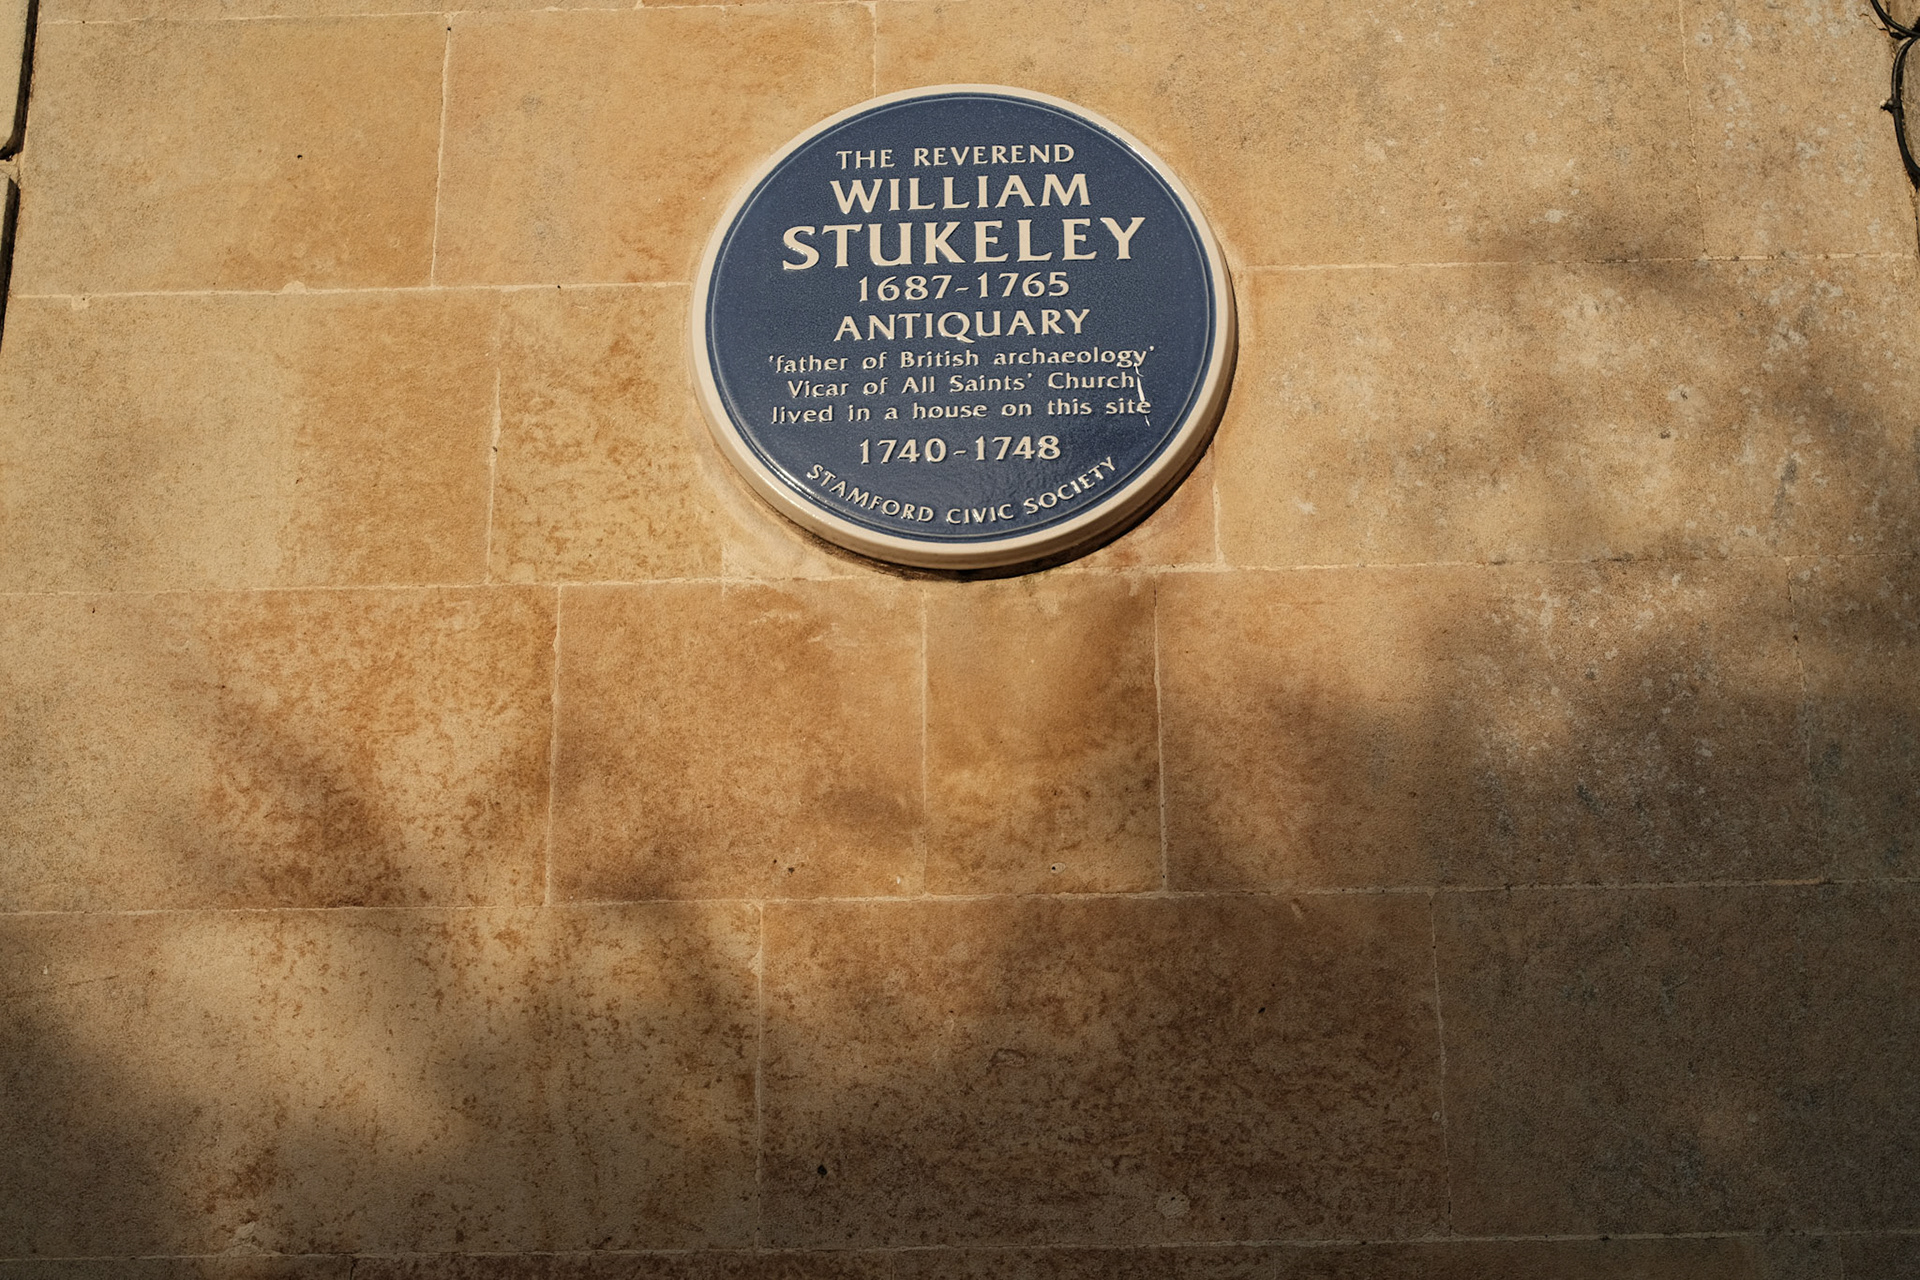 THE REVEREND
WILLIAM
STUKELEY
1687-1765
ANTIQUARY
'father of British archaeology'
Vicar of All Saints' Church
lived in a house on this site
1740-1748
STAMFORD CIVIC SOCIETY